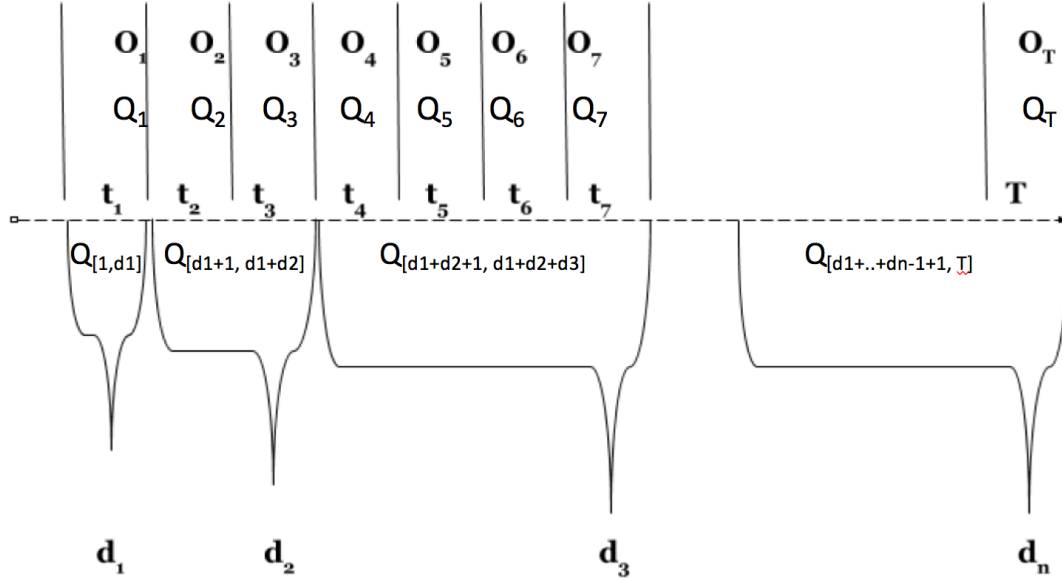 O₁ O₂ O₃ O₄ O₅ O₆ O₇ O_T
Q₁ Q₂ Q₃ Q₄ Q₅ Q₆ Q₇ Q_T
t₁ t₂ t₃ t₄ t₅ t₆ t₇ T
Q[1,d1] Q[d1+1, d1+d2] Q[d1+d2+1, d1+d2+d3] Q[d1+..+dn-1+1, T]
d₁ d₂ d₃ dₙ